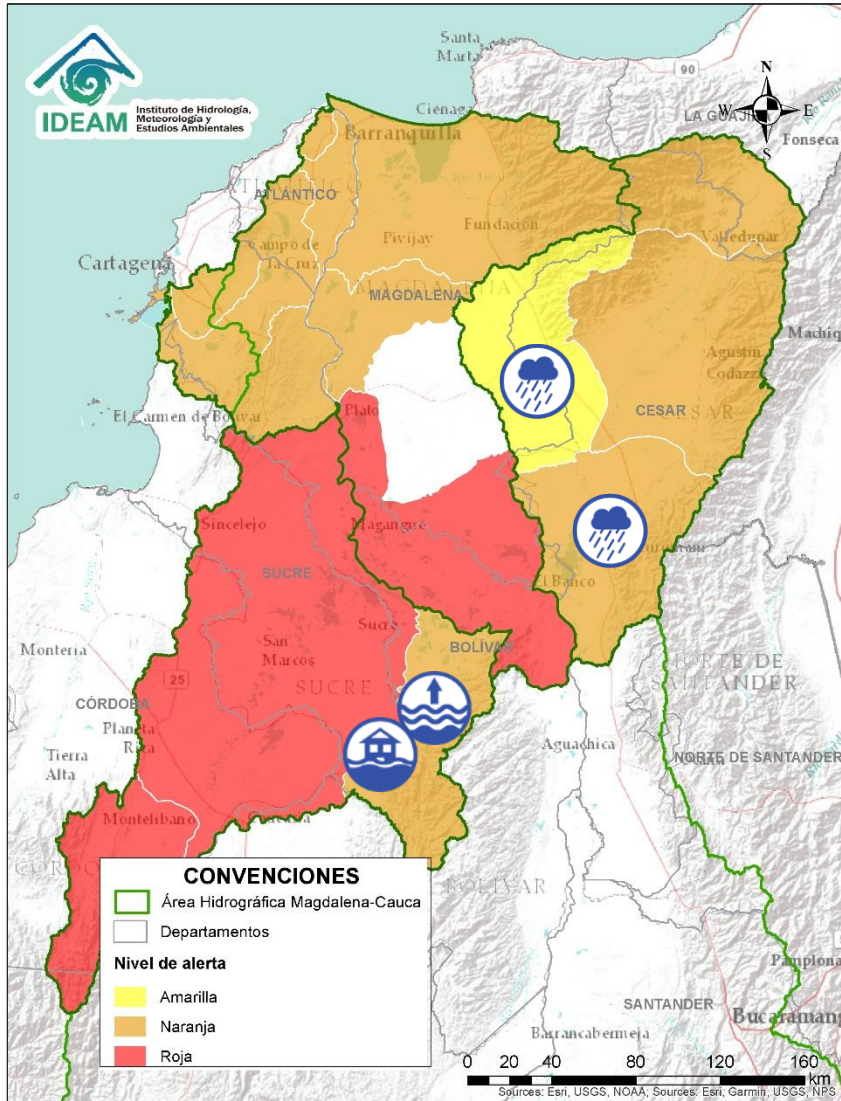 IDEAM
Instituto de Hidrología,
Meteorología y
Estudios Ambientales
Santa
Marta
90
N
W
E
S
LA GUAJI
Fonseca
Ciénaga
Barranquilla
ATLÁNTICO
Fundación
Valledupar
Pivijay
Campo de
la Cruz
Cartagena
MAGDALENA
MAGDALENA
Machiq
Agustín
Codazzi
CESAR
El Carmen de Bolívar
Plato
Sincelejo
Magangué
El Banco
SUCRE
Sucre
San
Marcos
BOLÍVAR
Montería
25
SUCRE
NORTE DE
SANTANDER
CÓRDOBA
Planeta
Rica
Tierra
Alta
Aguachica
NORTE DE SANTANDER
Montelíbano
BOLÍVAR
CONVENCIONES
Área Hidrográfica Magdalena-Cauca
Departamentos
Nivel de alerta
Amarilla
Naranja
Roja
Pamplona
SANTANDER
Bucaramang
Barrancabermeja
0 20 40 80 120 160
km
Sources: Esri, USGS, NOAA; Sources: Esri, Garmin, USGS, NPS